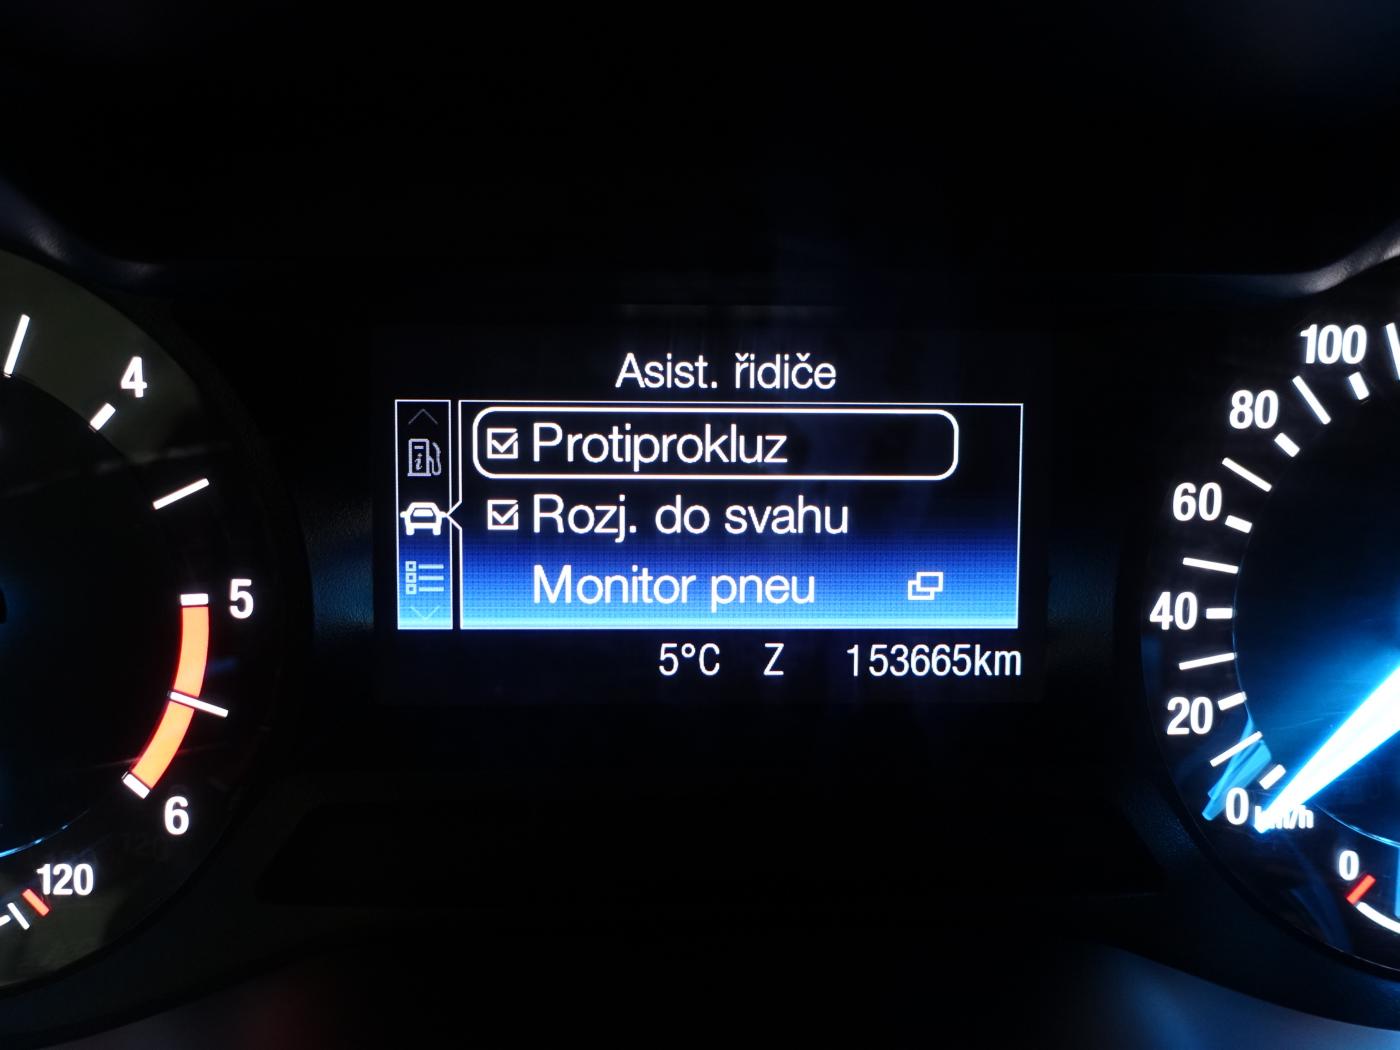 Asist. řidiče
Protiprokluz
Rozj. do svahu
Monitor pneu
5°C Z 153665km
4
5
6
120
100
80
60
40
20
0
km/h
0